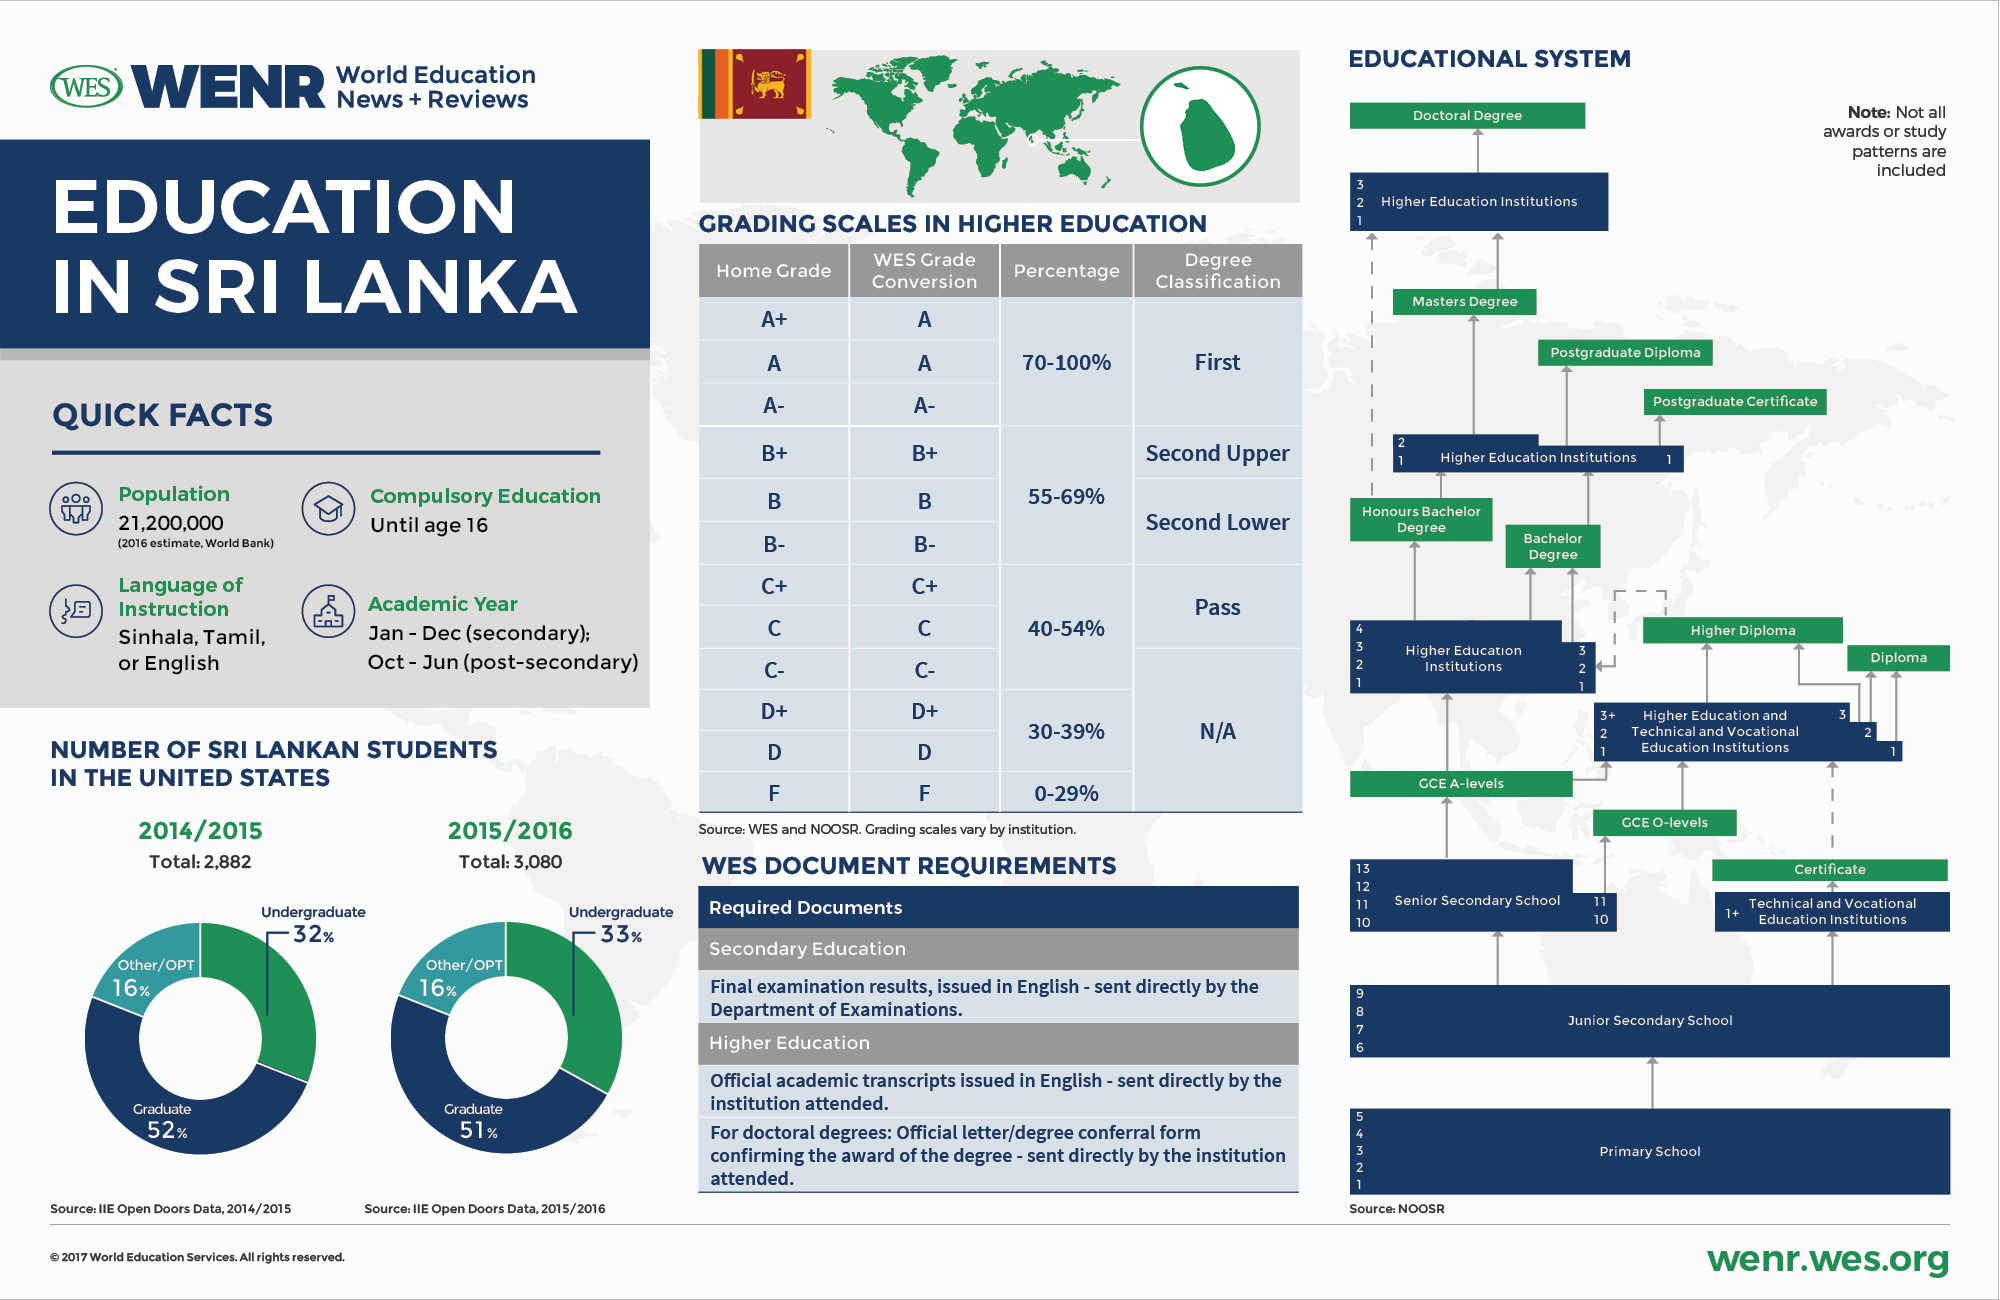 WES
WENR
World Education
News + Reviews
EDUCATION
IN SRI LANKA
QUICK FACTS
Population
21,200,000
(2016 estimate, World Bank)
Compulsory Education
Until age 16
Language of
Instruction
Sinhala, Tamil,
or English
Academic Year
Jan - Dec (secondary);
Oct - Jun (post-secondary)
NUMBER OF SRI LANKAN STUDENTS
IN THE UNITED STATES
2014/2015
Total: 2,882
Undergraduate
32%
Other/OPT
16%
Graduate
52%
Source: IIE Open Doors Data, 2014/2015
2015/2016
Total: 3,080
Undergraduate
33%
Other/OPT
16%
Graduate
51%
Source: IIE Open Doors Data, 2015/2016
GRADING SCALES IN HIGHER EDUCATION
Home Grade
WES Grade
Conversion
Percentage
Degree
Classification
A+ A
A A 70-100% First
A- A-
B+ B+ Second Upper
B B 55-69%
Second Lower
B- B-
C+ C+
Pass
C C 40-54%
C- C-
D+ D+
30-39% N/A
D D
F F 0-29%
Source: WES and NOOSR. Grading scales vary by institution.
WES DOCUMENT REQUIREMENTS
Required Documents
Secondary Education
Final examination results, issued in English - sent directly by the
Department of Examinations.
Higher Education
Official academic transcripts issued in English - sent directly by the
institution attended.
For doctoral degrees: Official letter/degree conferral form
confirming the award of the degree - sent directly by the institution
attended.
EDUCATIONAL SYSTEM
Note: Not all
awards or study
patterns are
included
Doctoral Degree
3
2 Higher Education Institutions
1
Masters Degree
Postgraduate Diploma
Postgraduate Certificate
2
1 Higher Education Institutions 1
Honours Bachelor
Degree
Bachelor
Degree
4
3 Higher Education 3
2 Institutions 2
1 1
Higher Diploma
Diploma
3+ Higher Education and 3
2 Technical and Vocational 2
1 Education Institutions 1
GCE A-levels
GCE O-levels
13
12
11 Senior Secondary School 11
10 10
Certificate
1+ Technical and Vocational
Education Institutions
9
8
7 Junior Secondary School
6
5
4
3 Primary School
2
1
Source: NOOSR
© 2017 World Education Services. All rights reserved.
wenr.wes.org